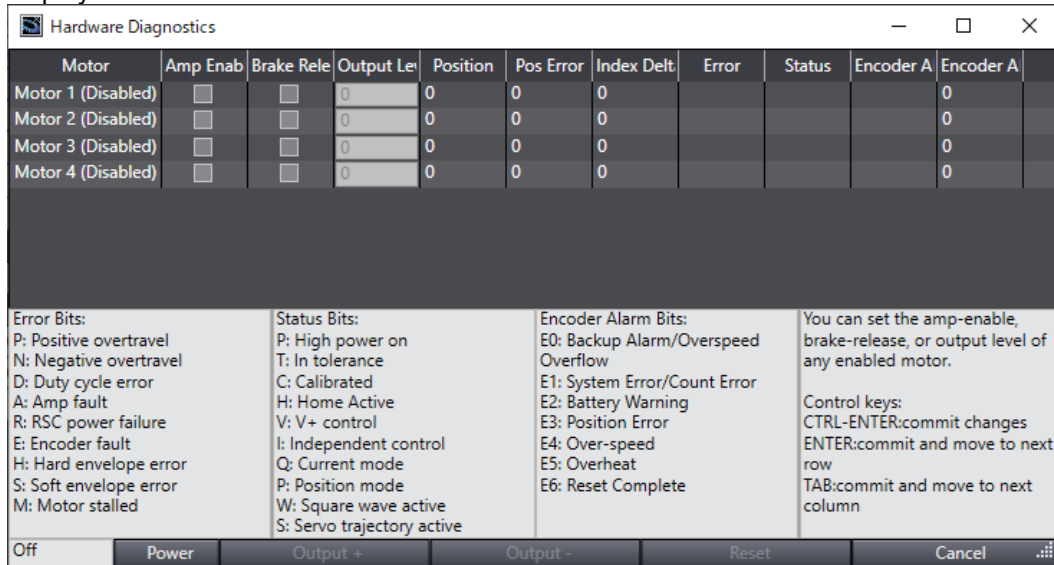 Hardware Diagnostics
Motor Amp Enab Brake Rele Output Le Position Pos Error Index Delt Error Status Encoder A Encoder A
Motor 1 (Disabled) 0 0 0 0 0
Motor 2 (Disabled) 0 0 0 0 0
Motor 3 (Disabled) 0 0 0 0 0
Motor 4 (Disabled) 0 0 0 0 0
Error Bits:
P: Positive overtravel
N: Negative overtravel
D: Duty cycle error
A: Amp fault
R: RSC power failure
E: Encoder fault
H: Hard envelope error
S: Soft envelope error
M: Motor stalled
Status Bits:
P: High power on
T: In tolerance
C: Calibrated
H: Home Active
V: V+ control
I: Independent control
Q: Current mode
P: Position mode
W: Square wave active
S: Servo trajectory active
Encoder Alarm Bits:
E0: Backup Alarm/Overspeed
Overflow
E1: System Error/Count Error
E2: Battery Warning
E3: Position Error
E4: Over-speed
E5: Overheat
E6: Reset Complete
You can set the amp-enable,
brake-release, or output level of
any enabled motor.
Control keys:
CTRL-ENTER:commit changes
ENTER:commit and move to next
row
TAB:commit and move to next
column
Off Power Output + Output - Reset Cancel